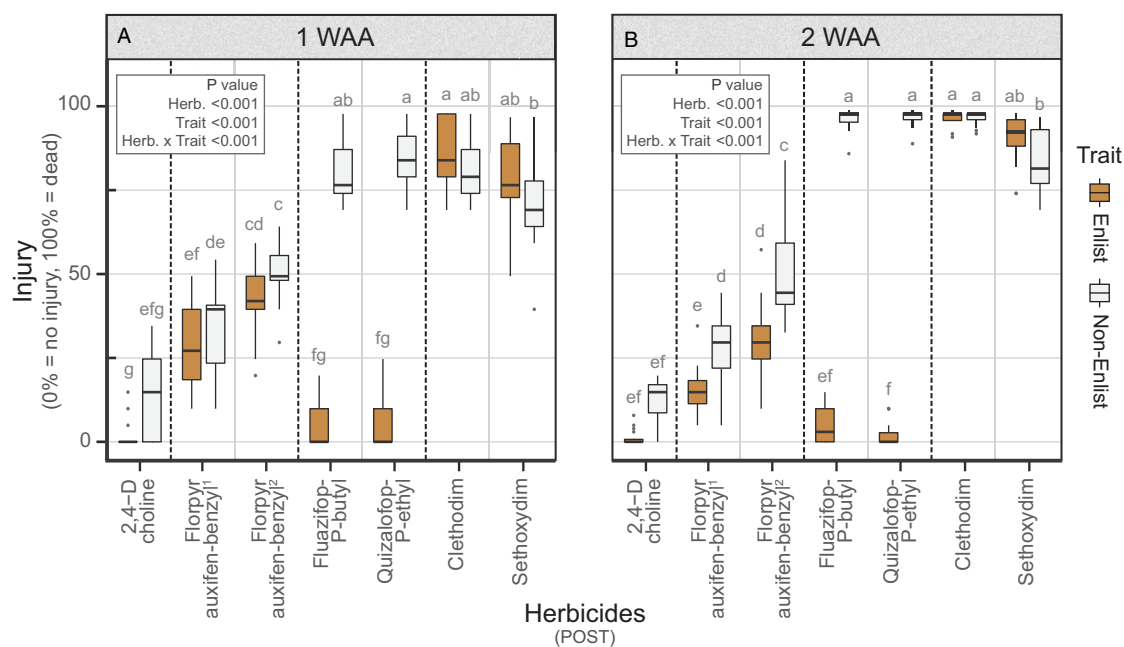 A
1 WAA
B
2 WAA
P value
Herb. <0.001
Trait <0.001
Herb. x Trait <0.001
P value
Herb. <0.001
Trait <0.001
Herb. x Trait <0.001
100
50
0
Injury
(0% = no injury, 100% = dead)
g
efg
ef
de
cd
c
fg
ab
fg
a
a
ab
ab
b
ef
ef
e
d
d
c
ef
a
f
a
a
a
ab
b
2,4−D
choline
Florpyr
auxifen-benzyl¹
Florpyr
auxifen-benzyl²
Fluazifop-
P-butyl
Quizalofop-
P-ethyl
Clethodim
Sethoxydim
2,4−D
choline
Florpyr
auxifen-benzyl¹
Florpyr
auxifen-benzyl²
Fluazifop-
P-butyl
Quizalofop-
P-ethyl
Clethodim
Sethoxydim
Herbicides
(POST)
Trait
Enlist
Non-Enlist